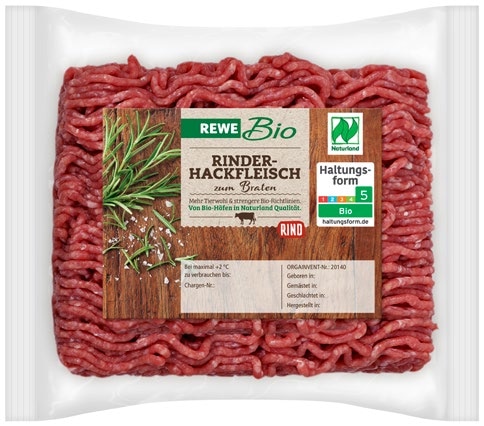 REWE Bio
RINDER-
HACKFLEISCH
zum Braten
Mehr Tierwohl & strengere Bio-Richtlinien.
Von Bio-Höfen in Naturland Qualität.
RIND
Naturland
Haltungs-
form
1 2 3 4 5
Bio
haltungsform.de
Bei maximal +2 °C
zu verbrauchen bis:
Chargen-Nr.:
ORGAINVENT-Nr.: 20140
Geboren in:
Gemästet in:
Geschlachtet in:
Hergestellt in: